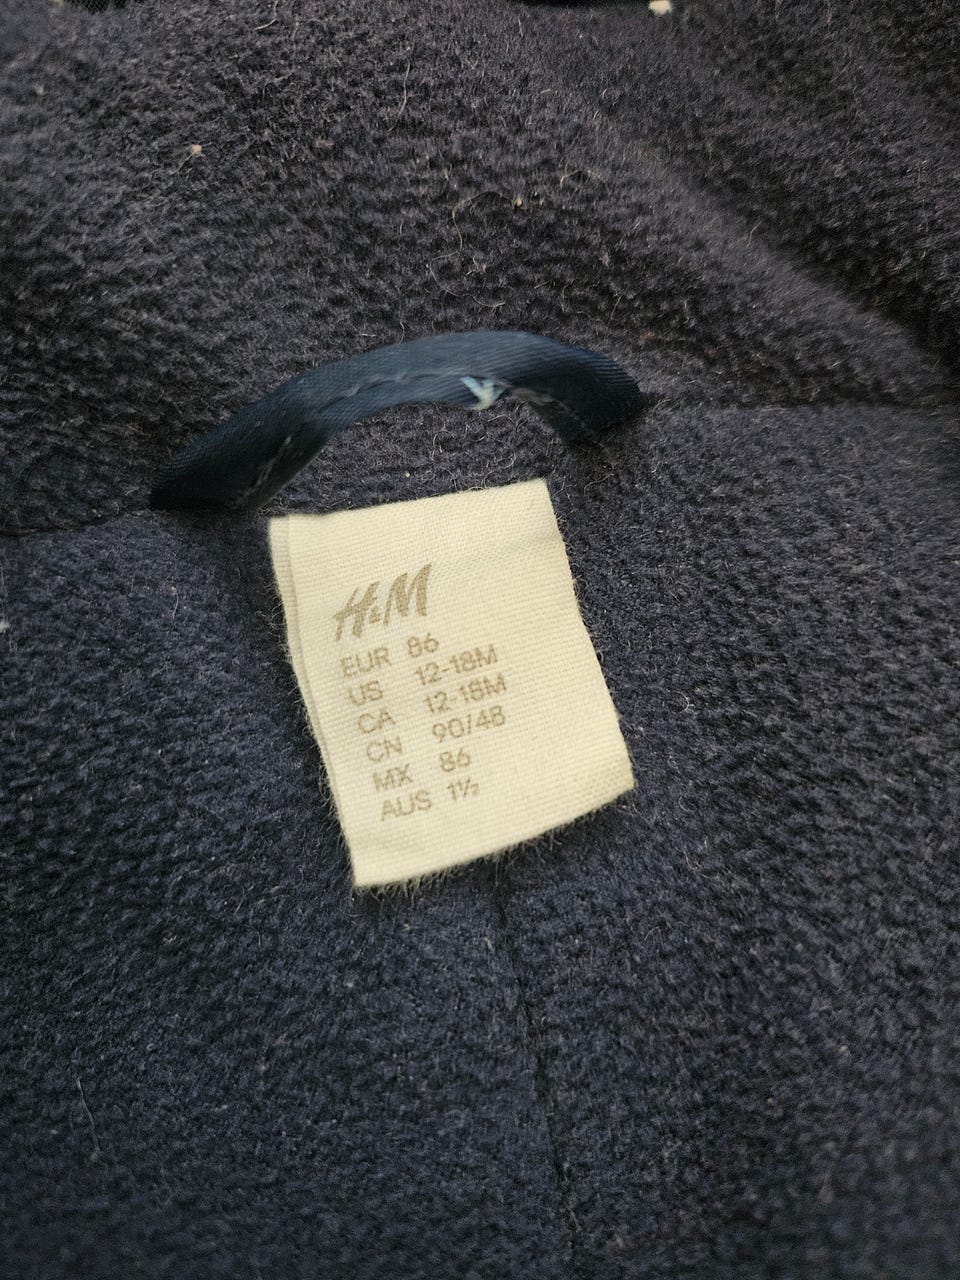 H&M
EUR 86
US 12-18M
CA 12-18M
CN 90/48
MX 86
AUS 1½